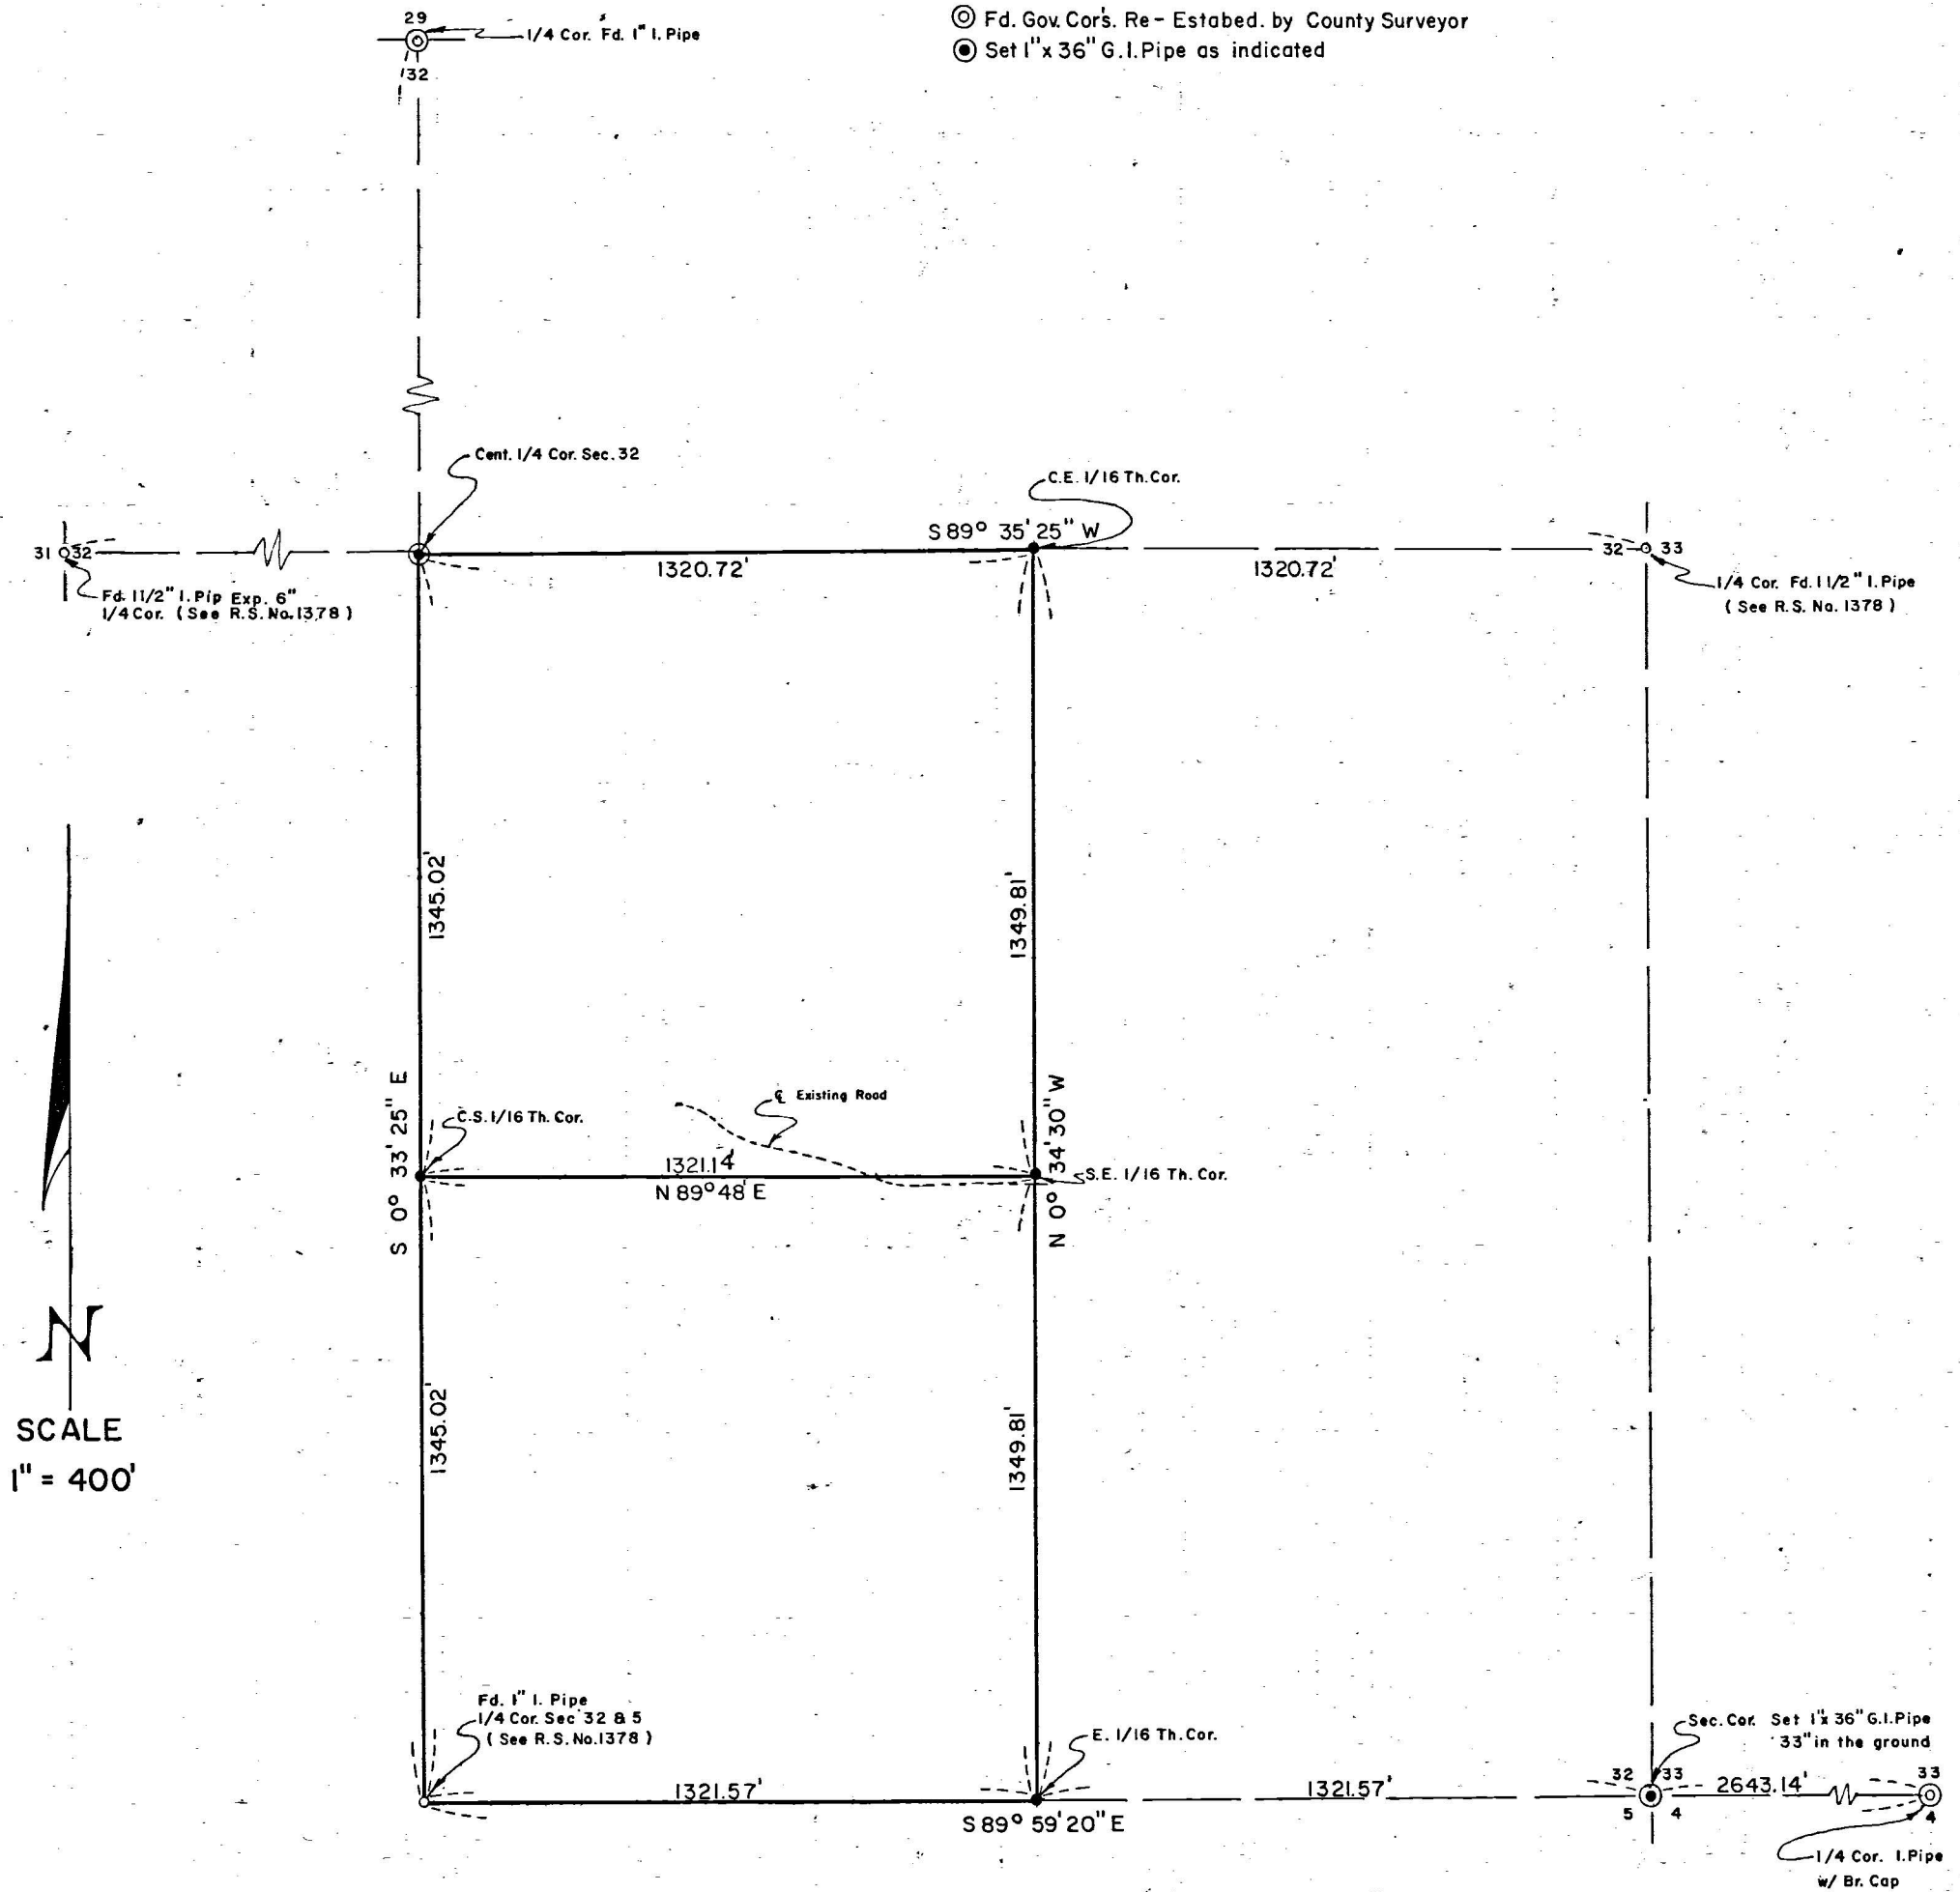 29
1/4 Cor. Fd. 1" I. Pipe
32
Fd. Gov. Cor's. Re - Estabed. by County Surveyor
Set 1" x 36" G.I. Pipe as indicated
Cent. 1/4 Cor. Sec. 32
C.E. 1/16 Th. Cor.
S 89° 35' 25" W
1320.72'
1320.72'
31 32
Fd. 1 1/2" I. Pip Exp. 6"
1/4 Cor. ( See R.S. No. 1378 )
32 33
1/4 Cor. Fd. 1 1/2" I. Pipe
( See R.S. No. 1378 )
1345.02'
1349.81'
S 0° 33' 25" E
N 0° 34' 30" W
℄ Existing Road
C.S. 1/16 Th. Cor.
1321.14'
N 89° 48' E
S.E. 1/16 Th. Cor.
N
SCALE
1" = 400'
1345.02'
1349.81'
Fd. 1" I. Pipe
1/4 Cor. Sec 32 & 5
( See R.S. No. 1378 )
E. 1/16 Th. Cor.
1321.57'
S 89° 59' 20" E
1321.57'
Sec. Cor. Set 1" x 36" G.I. Pipe
33" in the ground
32 33
5 4
2643.14'
33
4
1/4 Cor. I. Pipe
w/ Br. Cap